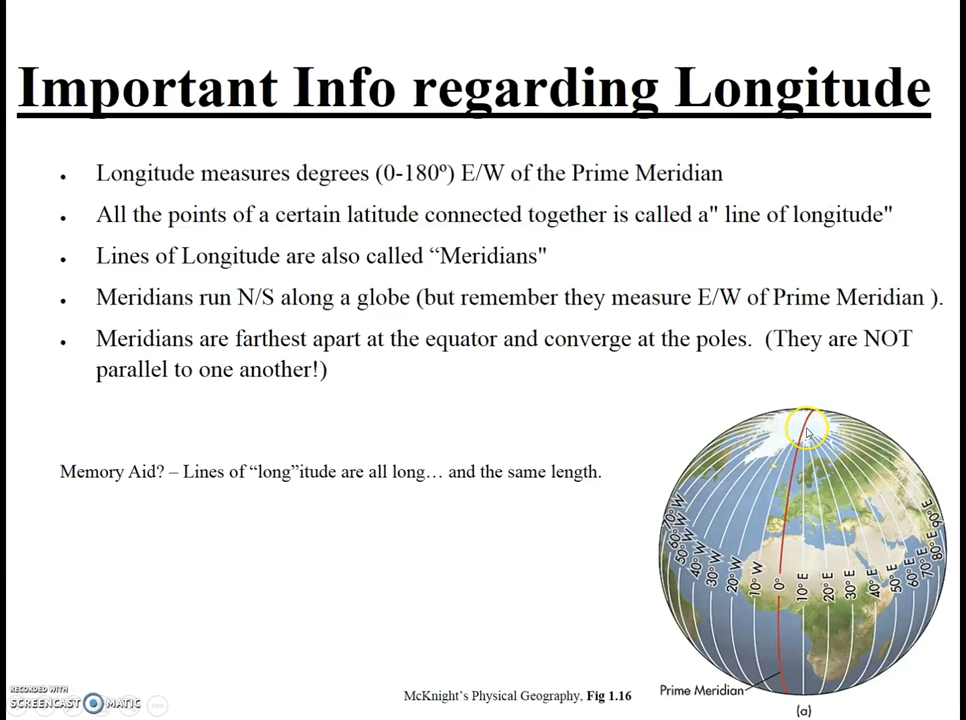 Important Info regarding Longitude
• Longitude measures degrees (0-180º) E/W of the Prime Meridian
• All the points of a certain latitude connected together is called a" line of longitude"
• Lines of Longitude are also called “Meridians"
• Meridians run N/S along a globe (but remember they measure E/W of Prime Meridian ).
• Meridians are farthest apart at the equator and converge at the poles.  (They are NOT
parallel to one another!)
Memory Aid? – Lines of “long”itude are all long… and the same length.
70° W
60° W
50° W
40° W
30° W
20° W
10° W
0°
10° E
20° E
30° E
40° E
50° E
60° E
70° E
80° E
90° E
Prime Meridian
(a)
McKnight’s Physical Geography, Fig 1.16
RECORDED WITH
SCREENCAST MATIC